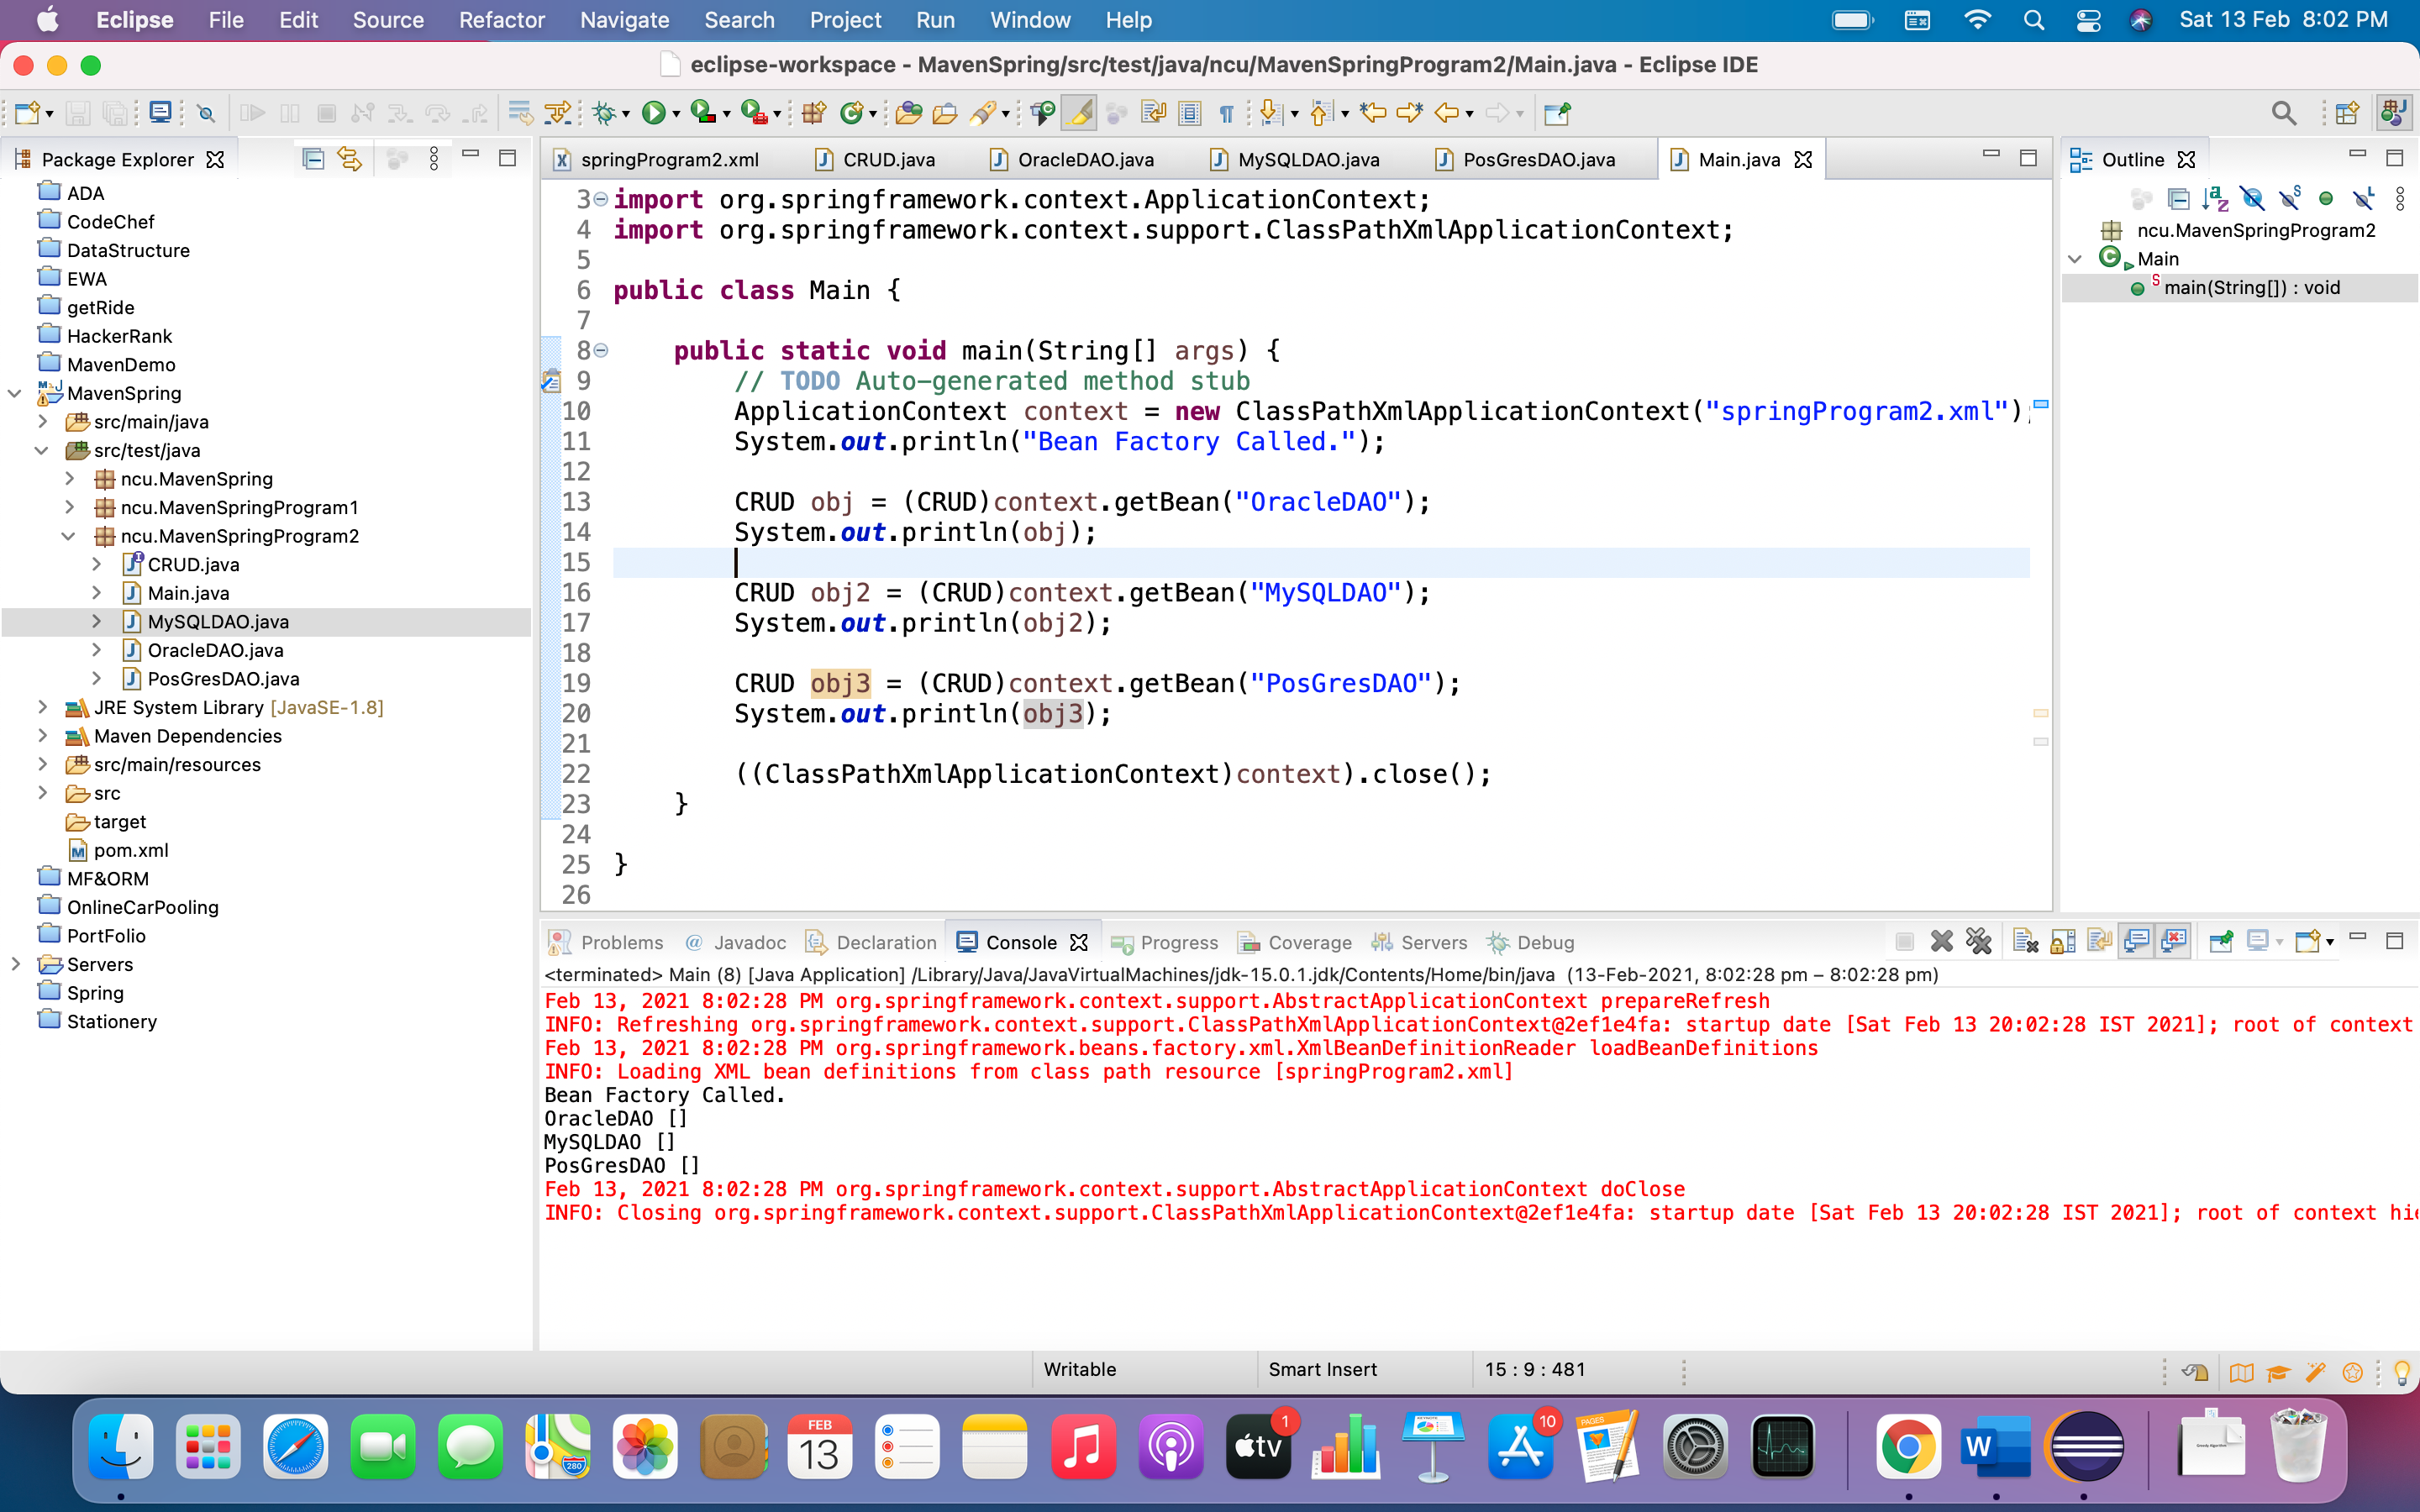 Eclipse File Edit Source Refactor Navigate Search Project Run Window Help Sat 13 Feb 8:02 PM
eclipse-workspace - MavenSpring/src/test/java/ncu/MavenSpringProgram2/Main.java - Eclipse IDE
Package Explorer
ADA
CodeChef
DataStructure
EWA
getRide
HackerRank
MavenDemo
MavenSpring
src/main/java
src/test/java
ncu.MavenSpring
ncu.MavenSpringProgram1
ncu.MavenSpringProgram2
CRUD.java
Main.java
MySQLDAO.java
OracleDAO.java
PosGresDAO.java
JRE System Library [JavaSE-1.8]
Maven Dependencies
src/main/resources
src
target
pom.xml
MF&ORM
OnlineCarPooling
PortFolio
Servers
Spring
Stationery
springProgram2.xml CRUD.java OracleDAO.java MySQLDAO.java PosGresDAO.java Main.java
3 import org.springframework.context.ApplicationContext;
4 import org.springframework.context.support.ClassPathXmlApplicationContext;
5
6 public class Main {
7
8 public static void main(String[] args) {
9 // TODO Auto-generated method stub
10 ApplicationContext context = new ClassPathXmlApplicationContext("springProgram2.xml");
11 System.out.println("Bean Factory Called.");
12
13 CRUD obj = (CRUD)context.getBean("OracleDAO");
14 System.out.println(obj);
15
16 CRUD obj2 = (CRUD)context.getBean("MySQLDAO");
17 System.out.println(obj2);
18
19 CRUD obj3 = (CRUD)context.getBean("PosGresDAO");
20 System.out.println(obj3);
21
22 ((ClassPathXmlApplicationContext)context).close();
23 }
24
25 }
26
Outline
ncu.MavenSpringProgram2
Main
main(String[]) : void
Problems Javadoc Declaration Console Progress Coverage Servers Debug
<terminated> Main (8) [Java Application] /Library/Java/JavaVirtualMachines/jdk-15.0.1.jdk/Contents/Home/bin/java (13-Feb-2021, 8:02:28 pm – 8:02:28 pm)
Feb 13, 2021 8:02:28 PM org.springframework.context.support.AbstractApplicationContext prepareRefresh
INFO: Refreshing org.springframework.context.support.ClassPathXmlApplicationContext@2ef1e4fa: startup date [Sat Feb 13 20:02:28 IST 2021]; root of context
Feb 13, 2021 8:02:28 PM org.springframework.beans.factory.xml.XmlBeanDefinitionReader loadBeanDefinitions
INFO: Loading XML bean definitions from class path resource [springProgram2.xml]
Bean Factory Called.
OracleDAO []
MySQLDAO []
PosGresDAO []
Feb 13, 2021 8:02:28 PM org.springframework.context.support.AbstractApplicationContext doClose
INFO: Closing org.springframework.context.support.ClassPathXmlApplicationContext@2ef1e4fa: startup date [Sat Feb 13 20:02:28 IST 2021]; root of context hie
Writable Smart Insert 15 : 9 : 481
FEB
13
280
tv
1
10
PAGES
W